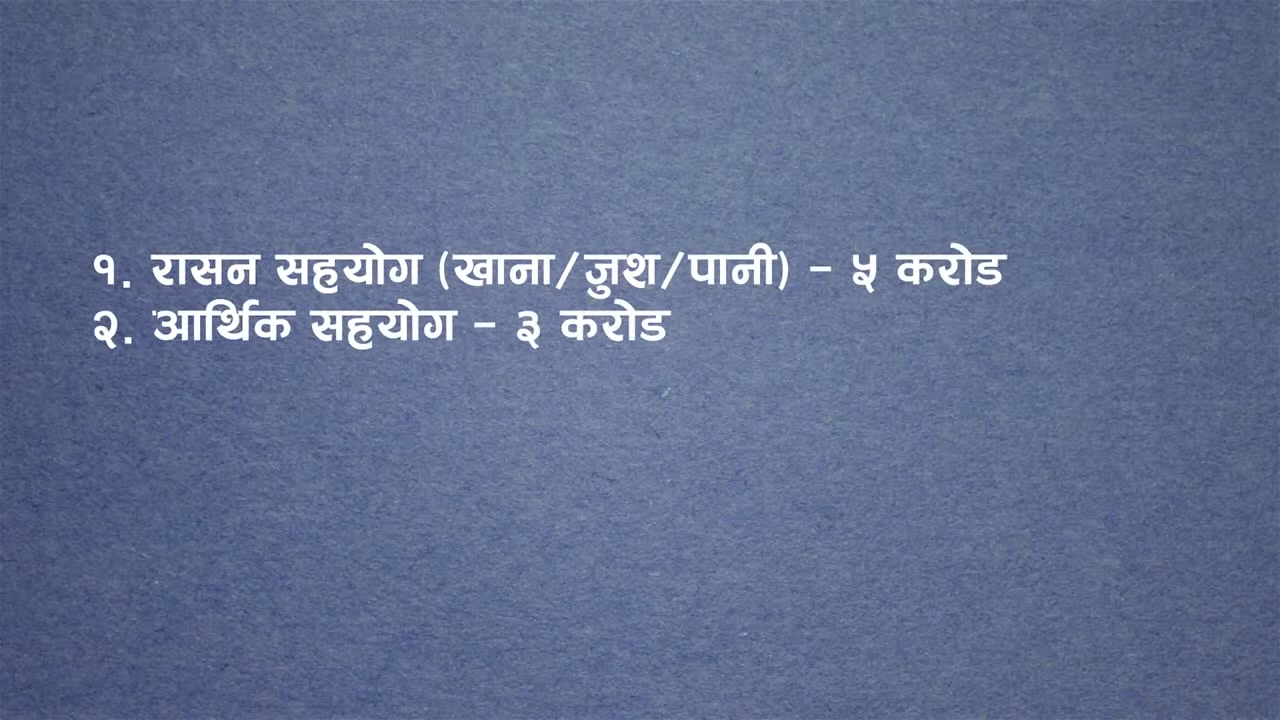 १. रासन सहयोग (खाना/जुश/पानी) - ५ करोड
२. आर्थिक सहयोग - ३ करोड